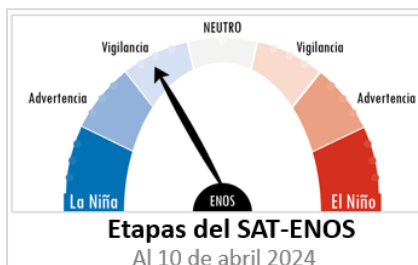 NEUTRO
Vigilancia
Vigilancia
Advertencia
Advertencia
La Niña
ENOS
El Niño
Etapas del SAT-ENOS
Al 10 de abril 2024